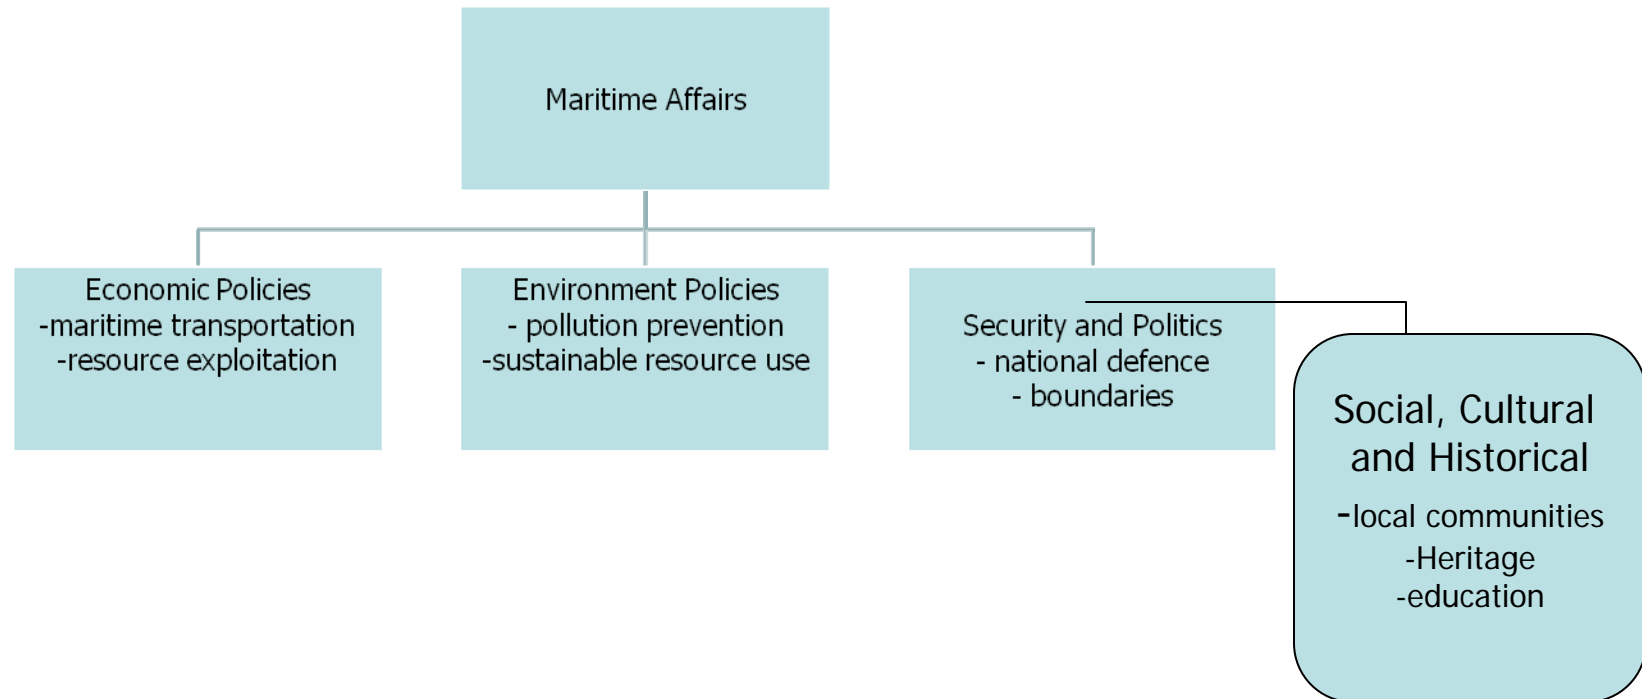 Maritime Affairs
Economic Policies
-maritime transportation
-resource exploitation
Environment Policies
- pollution prevention
-sustainable resource use
Security and Politics
- national defence
- boundaries
Social, Cultural
and Historical
-local communities
-Heritage
-education